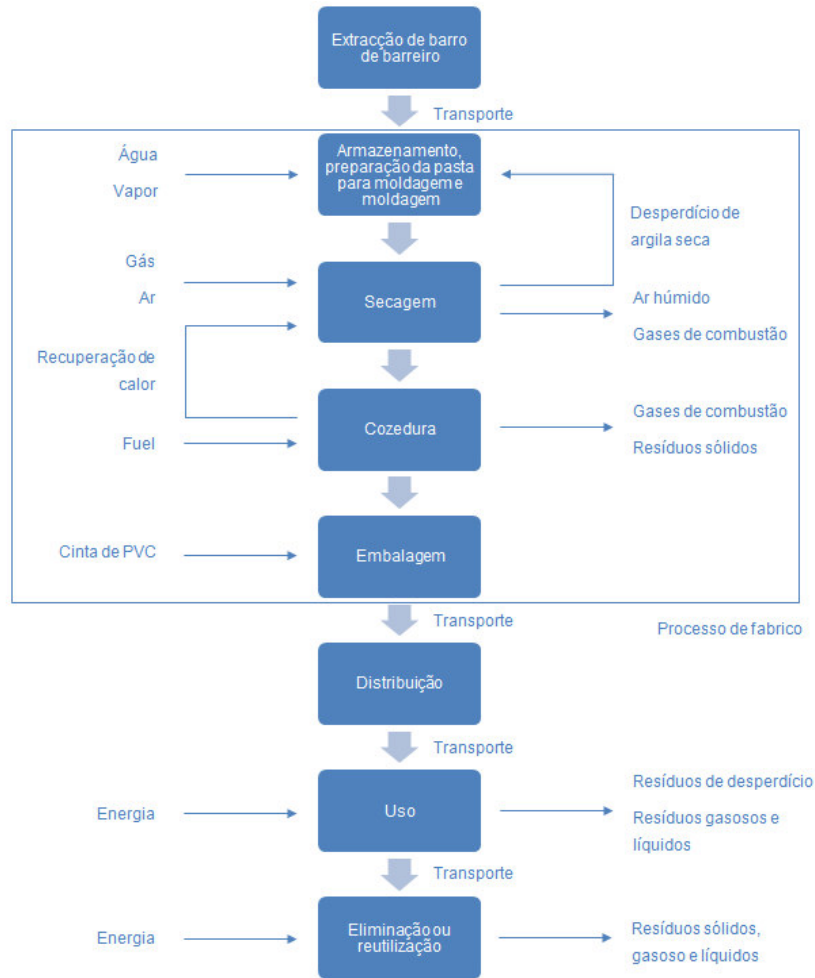 Extracção de barro
de barreiro
Transporte
Água
Vapor
Armazenamento,
preparação da pasta
para moldagem e
moldagem
Desperdício de
argila seca
Gás
Ar
Secagem
Ar húmido
Gases de combustão
Recuperação de
calor
Fuel
Cozedura
Gases de combustão
Resíduos sólidos
Cinta de PVC
Embalagem
Transporte
Processo de fabrico
Distribuição
Transporte
Energia
Uso
Resíduos de desperdício
Resíduos gasosos e
líquidos
Transporte
Energia
Eliminação ou
reutilização
Resíduos sólidos,
gasoso e líquidos